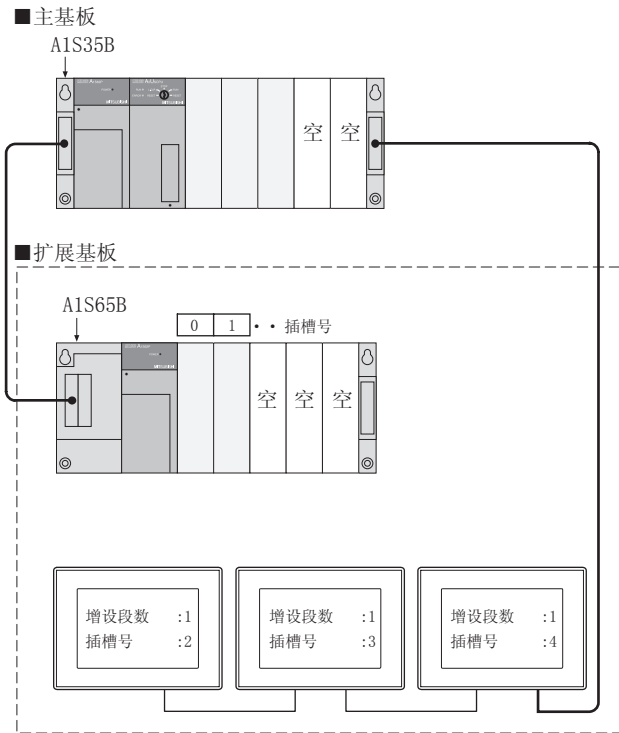 ■主基板
A1S35B
空 空
■扩展基板
A1S65B
0 1 ・・ 插槽号
空 空 空
增设段数 :1
插槽号 :2
增设段数 :1
插槽号 :3
增设段数 :1
插槽号 :4